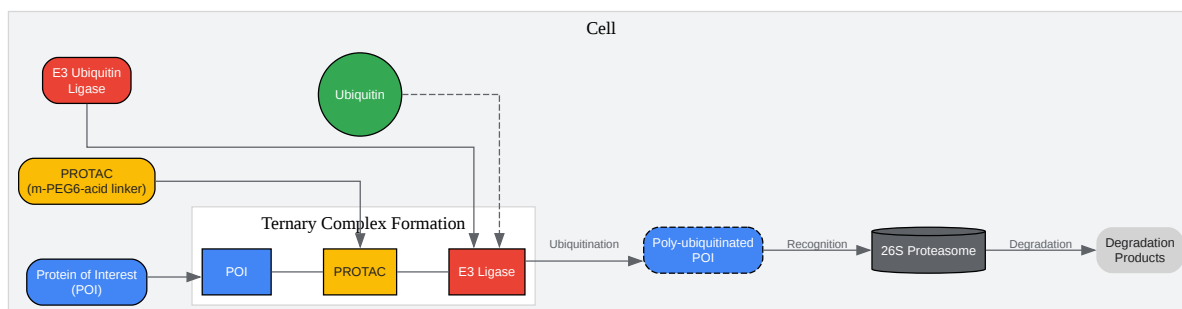 Cell
E3 Ubiquitin
Ligase
Ubiquitin
PROTAC
(m-PEG6-acid linker)
Ternary Complex Formation
Protein of Interest
(POI)
POI
PROTAC
E3 Ligase
Ubiquitination
Poly-ubiquitinated
POI
Recognition
26S Proteasome
Degradation
Degradation
Products